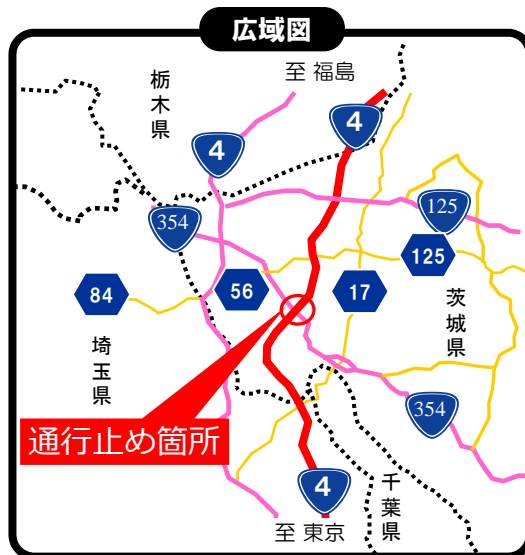 広域図
至 福島
栃木県
4
4
125
354
125
56
17
84
茨城県
埼玉県
354
通行止め箇所
4
千葉県
至 東京